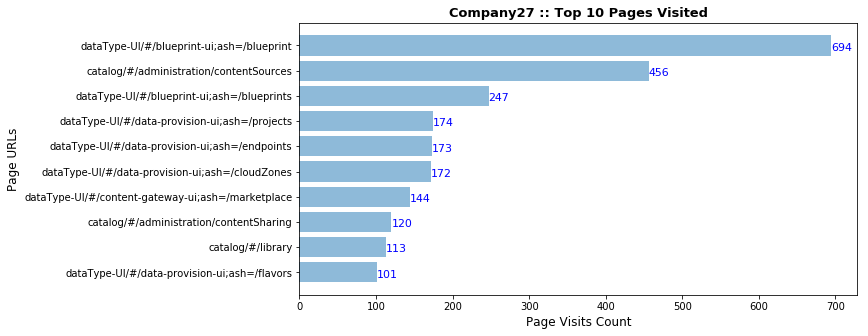 Company27 :: Top 10 Pages Visited
Page URLs
dataType-UI/#/blueprint-ui;ash=/blueprint 694
catalog/#/administration/contentSources 456
dataType-UI/#/blueprint-ui;ash=/blueprints 247
dataType-UI/#/data-provision-ui;ash=/projects 174
dataType-UI/#/data-provision-ui;ash=/endpoints 173
dataType-UI/#/data-provision-ui;ash=/cloudZones 172
dataType-UI/#/content-gateway-ui;ash=/marketplace 144
catalog/#/administration/contentSharing 120
catalog/#/library 113
dataType-UI/#/data-provision-ui;ash=/flavors 101
0 100 200 300 400 500 600 700
Page Visits Count